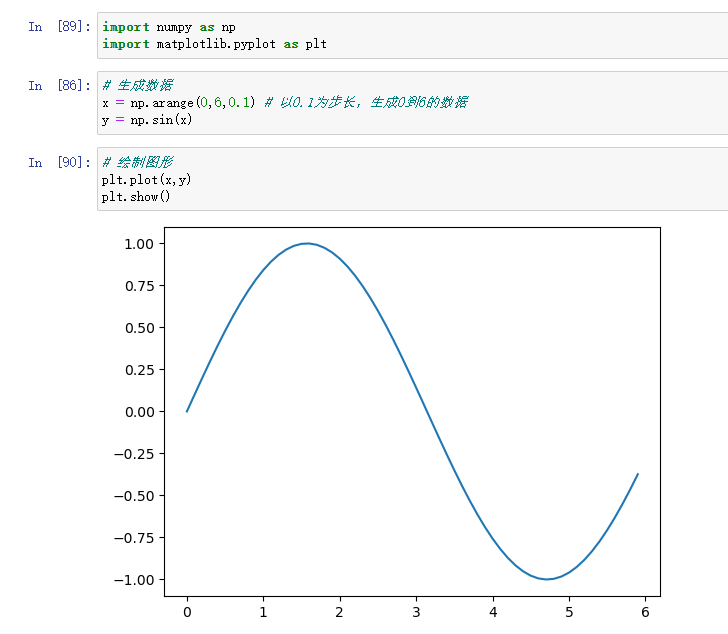 In [89]: import numpy as np
import matplotlib.pyplot as plt
In [86]: # 生成数据
x = np.arange(0,6,0.1) # 以0.1为步长，生成0到6的数据
y = np.sin(x)
In [90]: # 绘制图形
plt.plot(x,y)
plt.show()
1.00
0.75
0.50
0.25
0.00
−0.25
−0.50
−0.75
−1.00
0 1 2 3 4 5 6